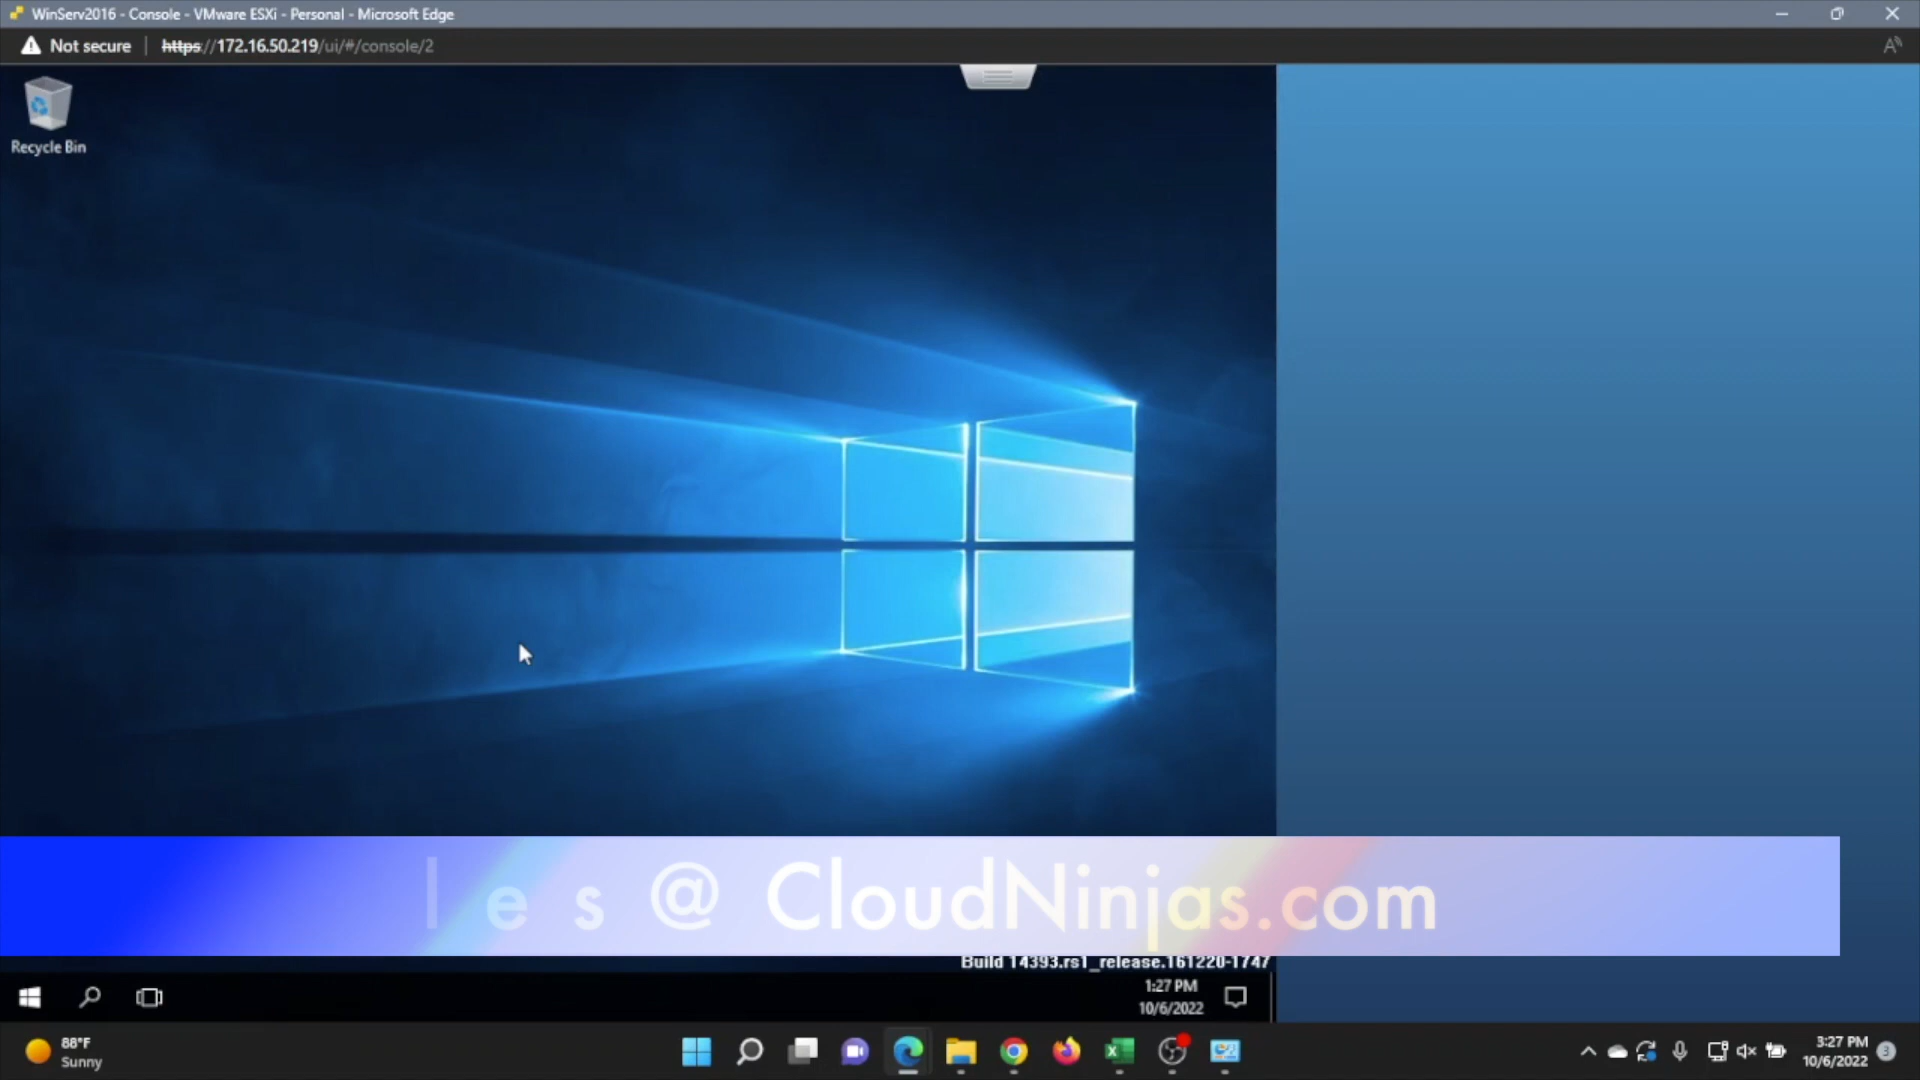 WinServ2016 - Console - VMware ESXi - Personal - Microsoft Edge
Not secure | https://172.16.50.219/ui/#/console/2
Recycle Bin
l e s @ CloudNinjas.com
Build 14393.rs1_release.161220-1747
1:27 PM
10/6/2022
88°F
Sunny
3:27 PM
10/6/2022
3